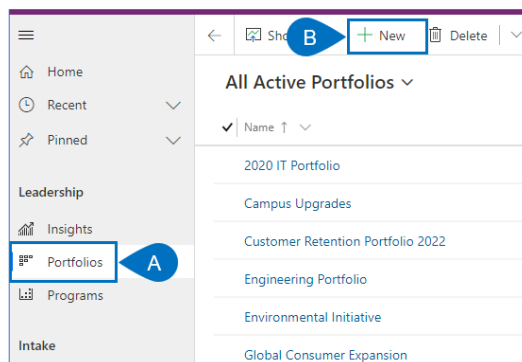 Sho
B
New
Delete
Home
Recent
Pinned
Leadership
Insights
Portfolios
A
Programs
Intake
All Active Portfolios
Name ↑
2020 IT Portfolio
Campus Upgrades
Customer Retention Portfolio 2022
Engineering Portfolio
Environmental Initiative
Global Consumer Expansion